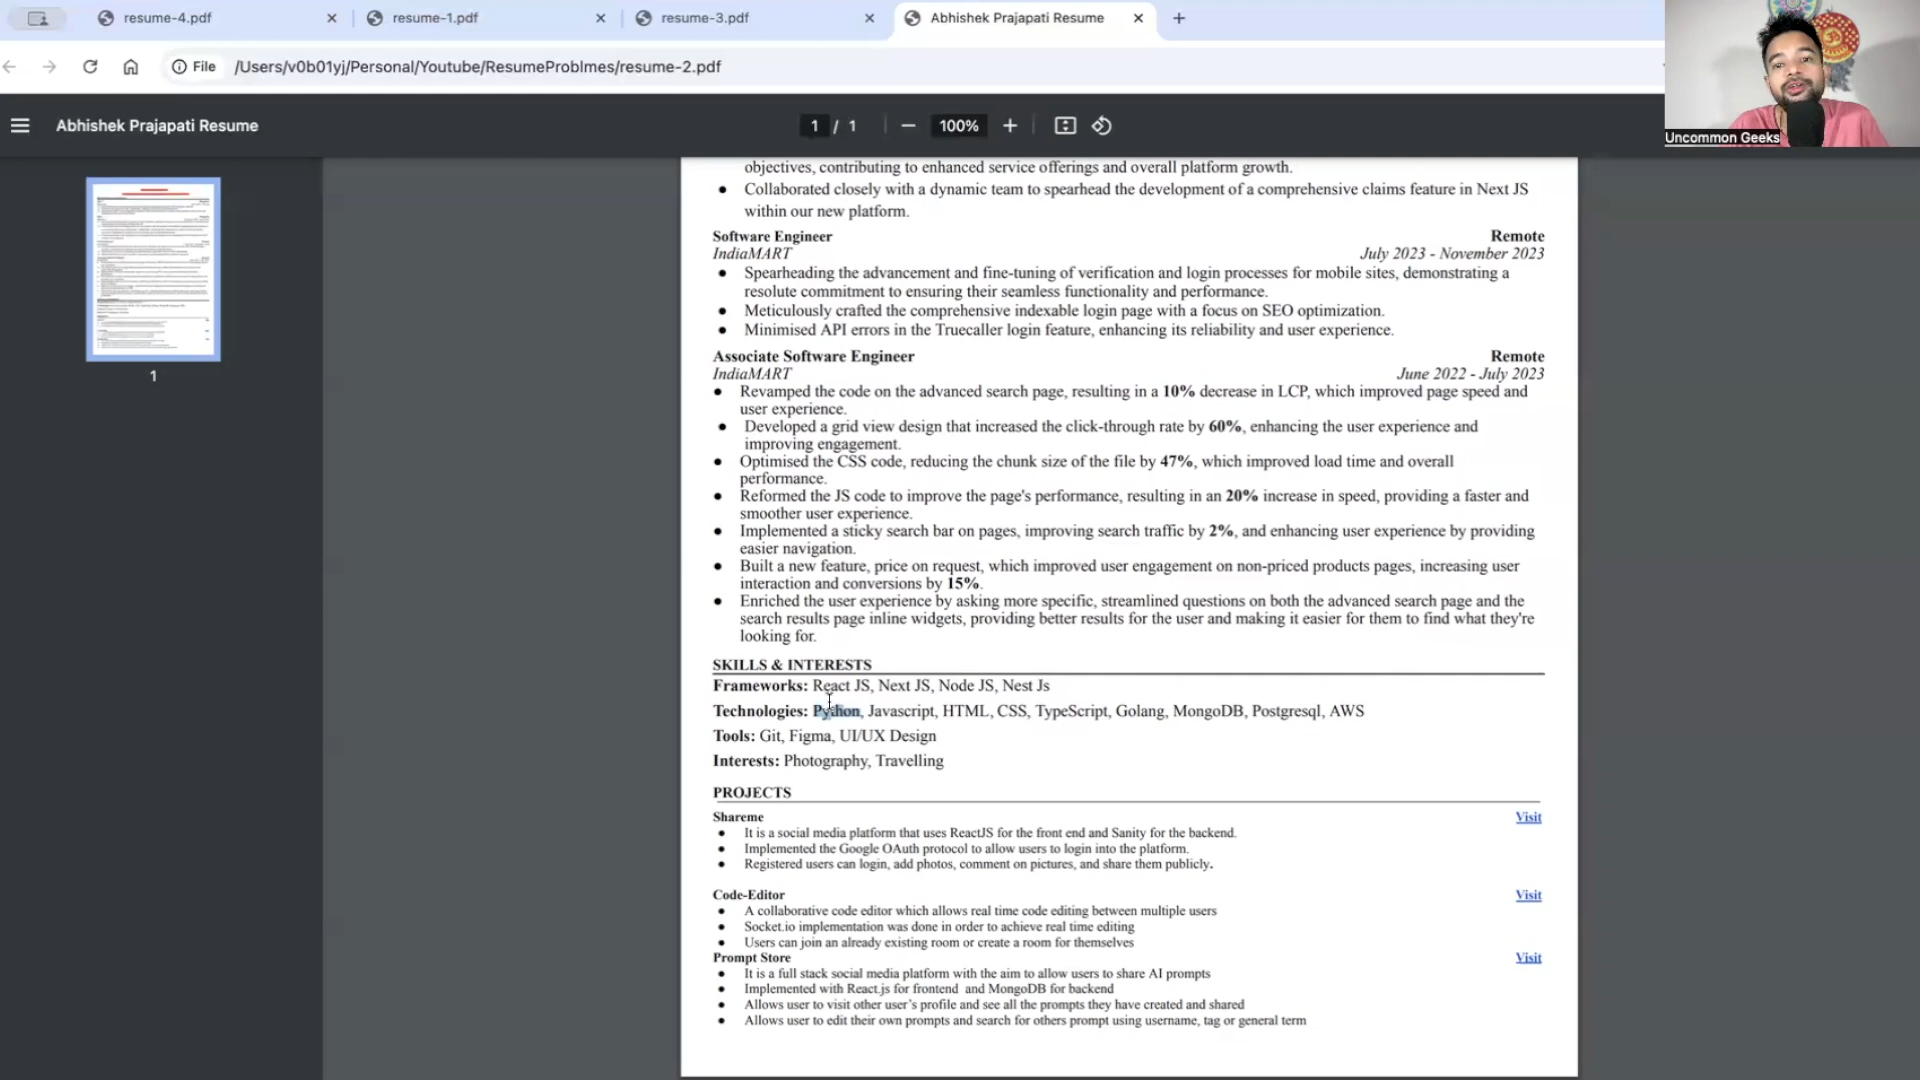 resume-4.pdf
resume-1.pdf
resume-3.pdf
Abhishek Prajapati Resume
File
/Users/v0b01yj/Personal/Youtube/ResumeProblmes/resume-2.pdf
Uncommon Geeks
Abhishek Prajapati Resume
1 / 1
100%
1
objectives, contributing to enhanced service offerings and overall platform growth.
● Collaborated closely with a dynamic team to spearhead the development of a comprehensive claims feature in Next JS
within our new platform.
Software Engineer Remote
IndiaMART July 2023 - November 2023
● Spearheading the advancement and fine-tuning of verification and login processes for mobile sites, demonstrating a
resolute commitment to ensuring their seamless functionality and performance.
● Meticulously crafted the comprehensive indexable login page with a focus on SEO optimization.
● Minimised API errors in the Truecaller login feature, enhancing its reliability and user experience.
Associate Software Engineer Remote
IndiaMART June 2022 - July 2023
● Revamped the code on the advanced search page, resulting in a 10% decrease in LCP, which improved page speed and
user experience.
● Developed a grid view design that increased the click-through rate by 60%, enhancing the user experience and
improving engagement.
● Optimised the CSS code, reducing the chunk size of the file by 47%, which improved load time and overall
performance.
● Reformed the JS code to improve the page's performance, resulting in an 20% increase in speed, providing a faster and
smoother user experience.
● Implemented a sticky search bar on pages, improving search traffic by 2%, and enhancing user experience by providing
easier navigation.
● Built a new feature, price on request, which improved user engagement on non-priced products pages, increasing user
interaction and conversions by 15%.
● Enriched the user experience by asking more specific, streamlined questions on both the advanced search page and the
search results page inline widgets, providing better results for the user and making it easier for them to find what they're
looking for.
SKILLS & INTERESTS
Frameworks: React JS, Next JS, Node JS, Nest Js
Technologies: Python, Javascript, HTML, CSS, TypeScript, Golang, MongoDB, Postgresql, AWS
Tools: Git, Figma, UI/UX Design
Interests: Photography, Travelling
PROJECTS
Shareme Visit
● It is a social media platform that uses ReactJS for the front end and Sanity for the backend.
● Implemented the Google OAuth protocol to allow users to login into the platform.
● Registered users can login, add photos, comment on pictures, and share them publicly.
Code-Editor Visit
● A collaborative code editor which allows real time code editing between multiple users
● Socket.io implementation was done in order to achieve real time editing
● Users can join an already existing room or create a room for themselves
Prompt Store Visit
● It is a full stack social media platform with the aim to allow users to share AI prompts
● Implemented with React.js for frontend and MongoDB for backend
● Allows user to visit other user's profile and see all the prompts they have created and shared
● Allows user to edit their own prompts and search for others prompt using username, tag or general term